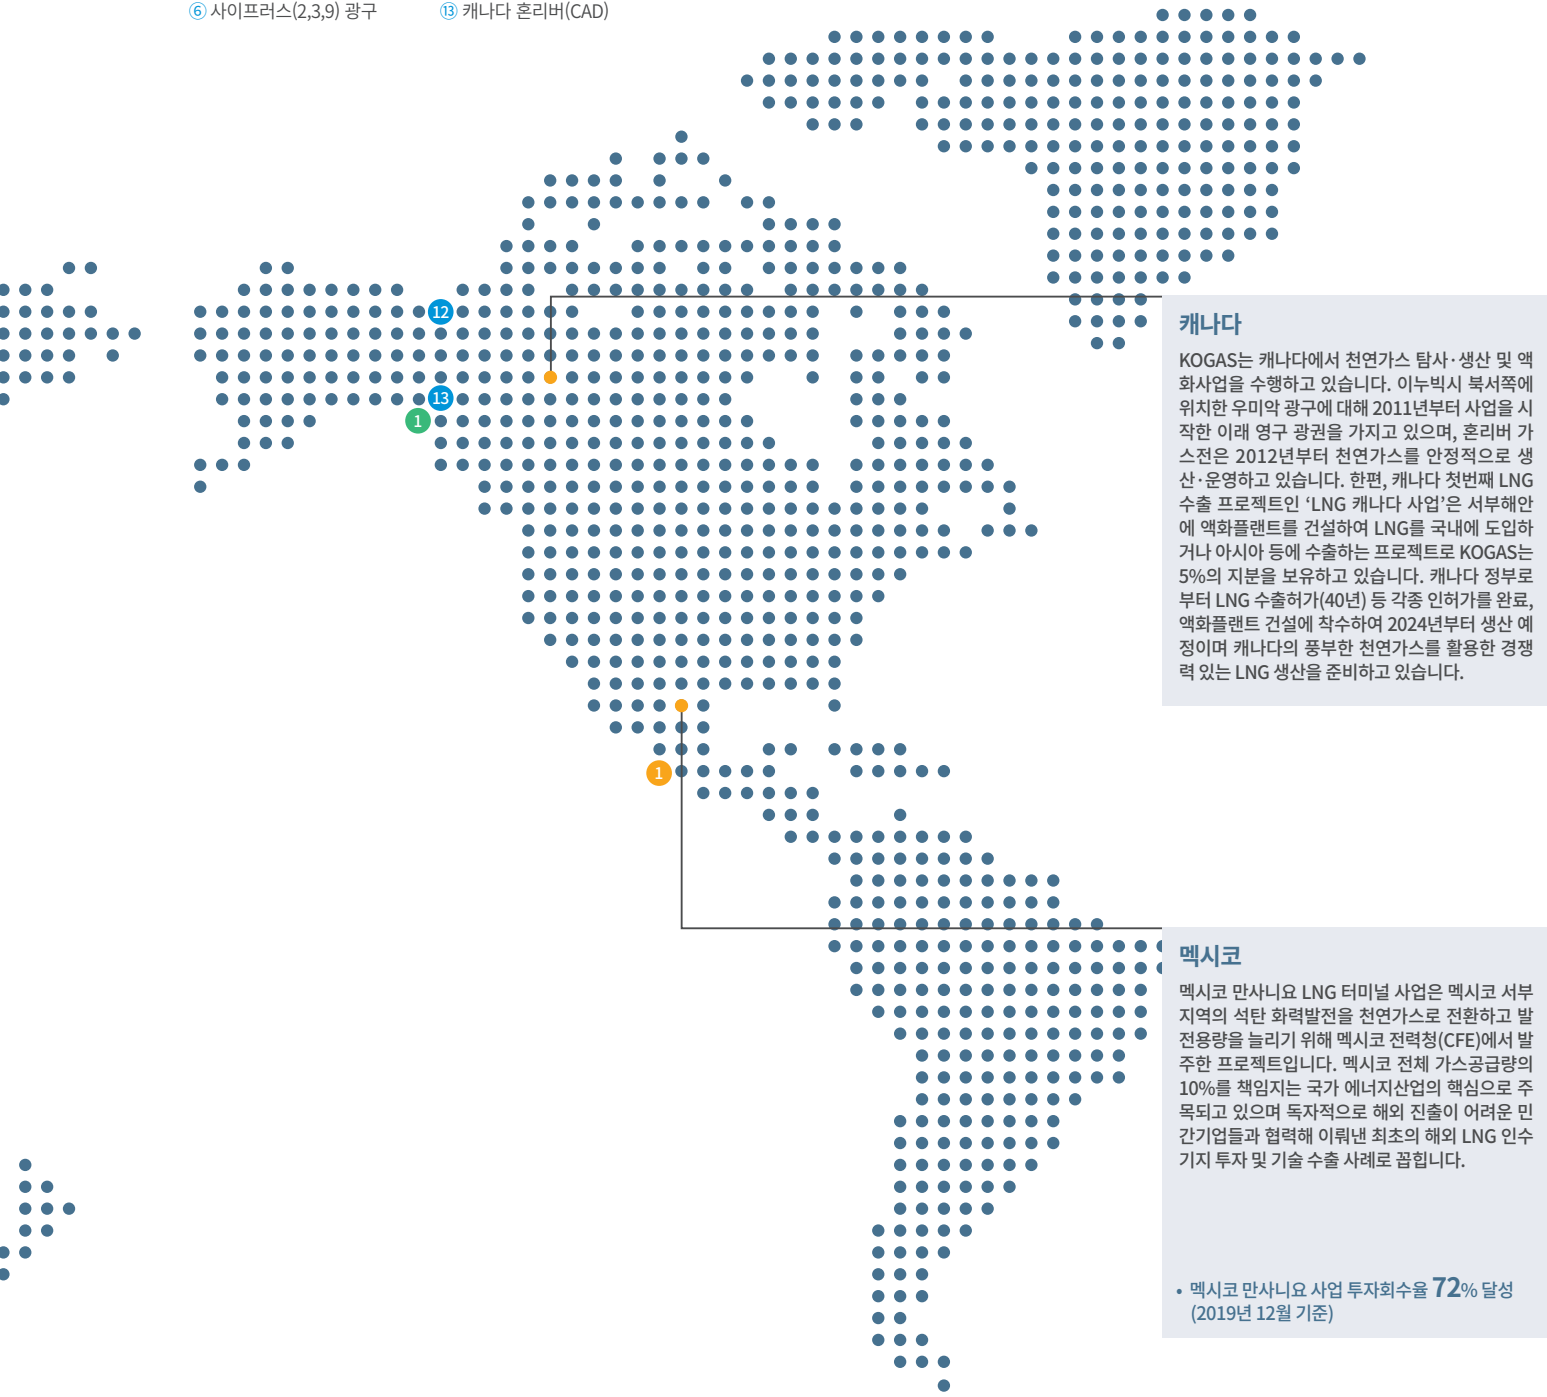 ⑥ 사이프러스(2,3,9) 광구
⑬ 캐나다 혼리버(CAD)
12
13
1
캐나다
KOGAS는 캐나다에서 천연가스 탐사·생산 및 액
화사업을 수행하고 있습니다. 이누빅시 북서쪽에
위치한 우미악 광구에 대해 2011년부터 사업을 시
작한 이래 영구 광권을 가지고 있으며, 혼리버 가
스전은 2012년부터 천연가스를 안정적으로 생
산·운영하고 있습니다. 한편, 캐나다 첫번째 LNG
수출 프로젝트인 ‘LNG 캐나다 사업’은 서부해안
에 액화플랜트를 건설하여 LNG를 국내에 도입하
거나 아시아 등에 수출하는 프로젝트로 KOGAS는
5%의 지분을 보유하고 있습니다. 캐나다 정부로
부터 LNG 수출허가(40년) 등 각종 인허가를 완료,
액화플랜트 건설에 착수하여 2024년부터 생산 예
정이며 캐나다의 풍부한 천연가스를 활용한 경쟁
력 있는 LNG 생산을 준비하고 있습니다.
1
멕시코
멕시코 만사니요 LNG 터미널 사업은 멕시코 서부
지역의 석탄 화력발전을 천연가스로 전환하고 발
전용량을 늘리기 위해 멕시코 전력청(CFE)에서 발
주한 프로젝트입니다. 멕시코 전체 가스공급량의
10%를 책임지는 국가 에너지산업의 핵심으로 주
목되고 있으며 독자적으로 해외 진출이 어려운 민
간기업들과 협력해 이뤄낸 최초의 해외 LNG 인수
기지 투자 및 기술 수출 사례로 꼽힙니다.
• 멕시코 만사니요 사업 투자회수율 72% 달성
(2019년 12월 기준)